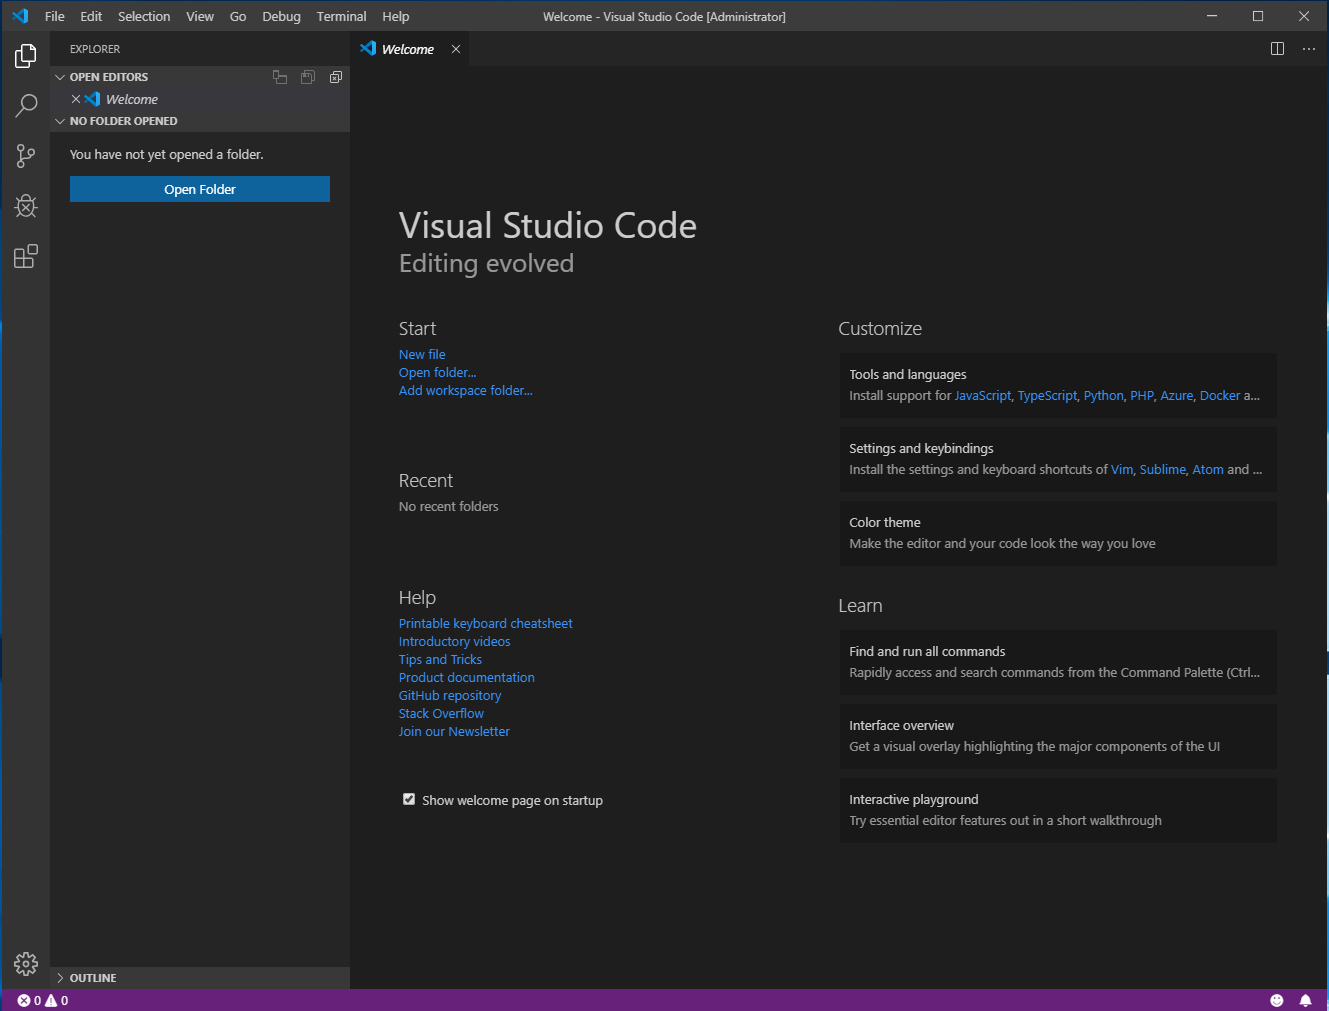 File Edit Selection View Go Debug Terminal Help
Welcome - Visual Studio Code [Administrator]
EXPLORER
OPEN EDITORS
Welcome
NO FOLDER OPENED
You have not yet opened a folder.
Open Folder
OUTLINE
Welcome
Visual Studio Code
Editing evolved
Start
New file
Open folder...
Add workspace folder...
Recent
No recent folders
Help
Printable keyboard cheatsheet
Introductory videos
Tips and Tricks
Product documentation
GitHub repository
Stack Overflow
Join our Newsletter
Show welcome page on startup
Customize
Tools and languages
Install support for JavaScript, TypeScript, Python, PHP, Azure, Docker a...
Settings and keybindings
Install the settings and keyboard shortcuts of Vim, Sublime, Atom and ...
Color theme
Make the editor and your code look the way you love
Learn
Find and run all commands
Rapidly access and search commands from the Command Palette (Ctrl...
Interface overview
Get a visual overlay highlighting the major components of the UI
Interactive playground
Try essential editor features out in a short walkthrough
0 0